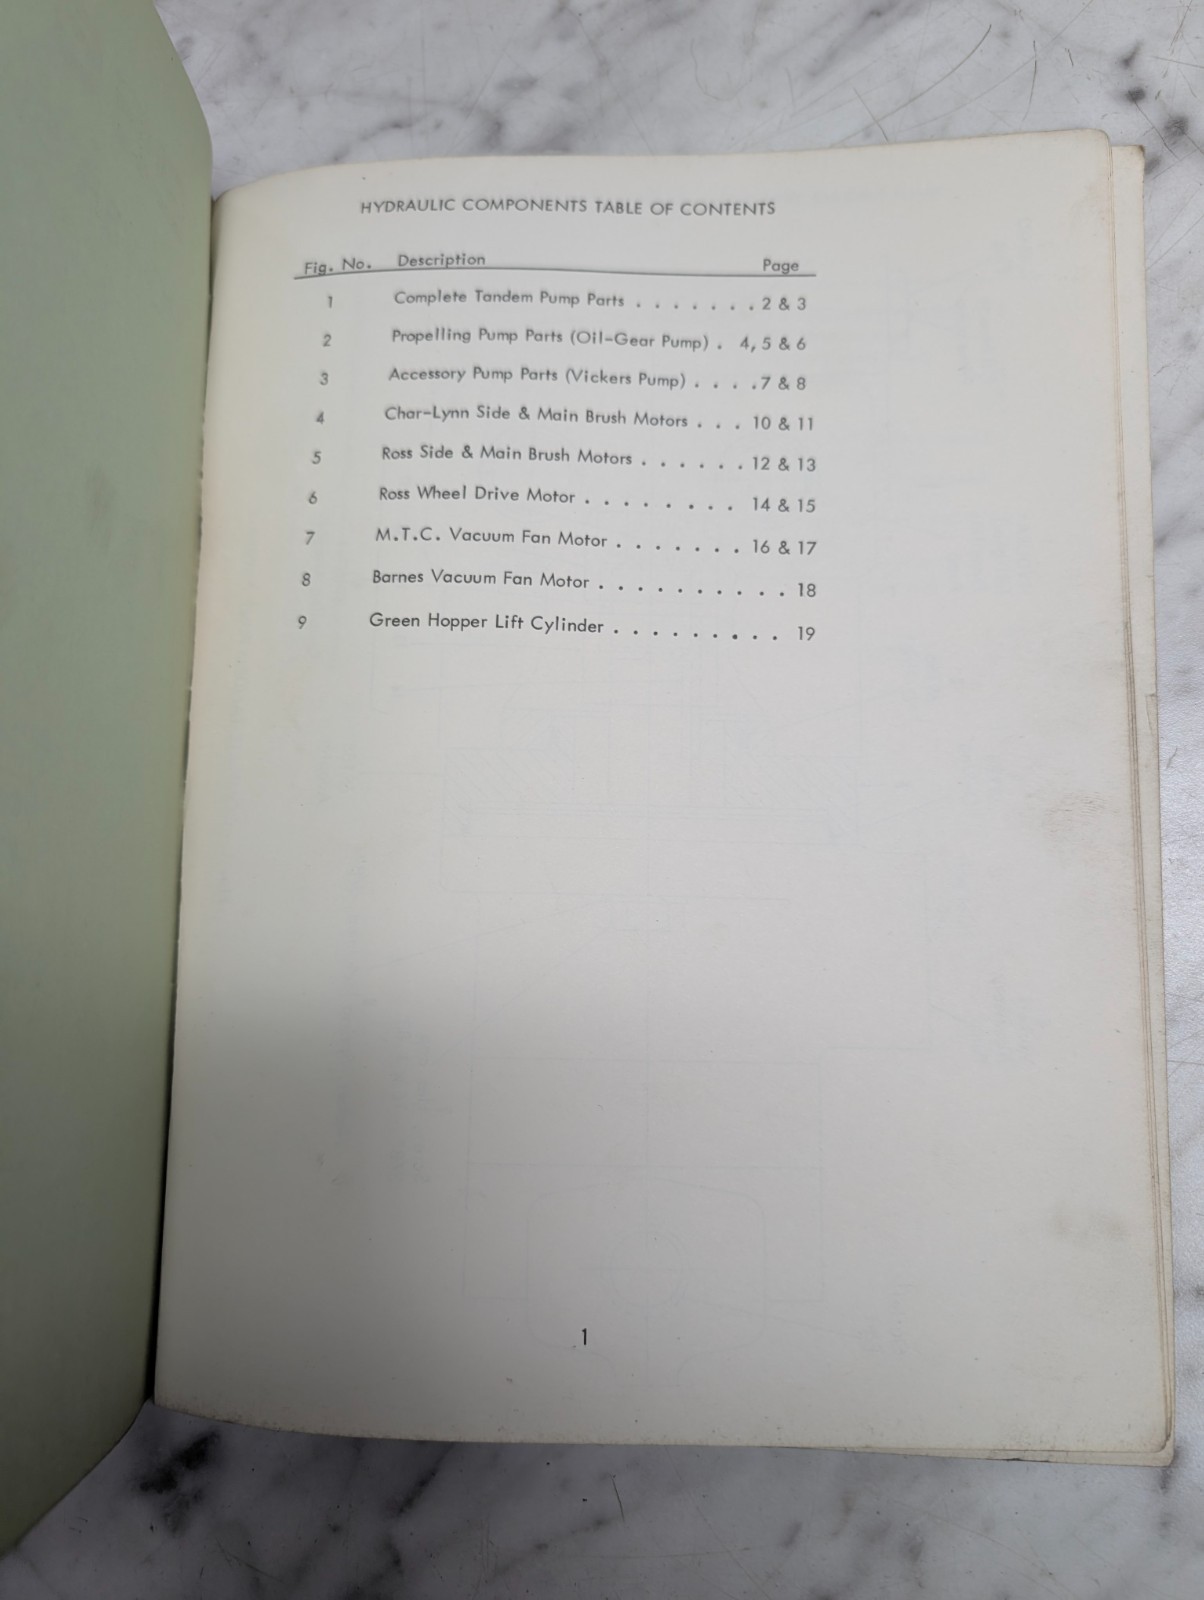 HYDRAULIC COMPONENTS TABLE OF CONTENTS
Fig. No. Description Page
1 Complete Tandem Pump Parts . . . . . . . 2 & 3
2 Propelling Pump Parts (Oil-Gear Pump) . 4, 5 & 6
3 Accessory Pump Parts (Vickers Pump) . . . . 7 & 8
4 Char-Lynn Side & Main Brush Motors . . . 10 & 11
5 Ross Side & Main Brush Motors . . . . . . 12 & 13
6 Ross Wheel Drive Motor . . . . . . . . 14 & 15
7 M.T.C. Vacuum Fan Motor . . . . . . . 16 & 17
8 Barnes Vacuum Fan Motor . . . . . . . . . . 18
9 Green Hopper Lift Cylinder . . . . . . . . . 19
1